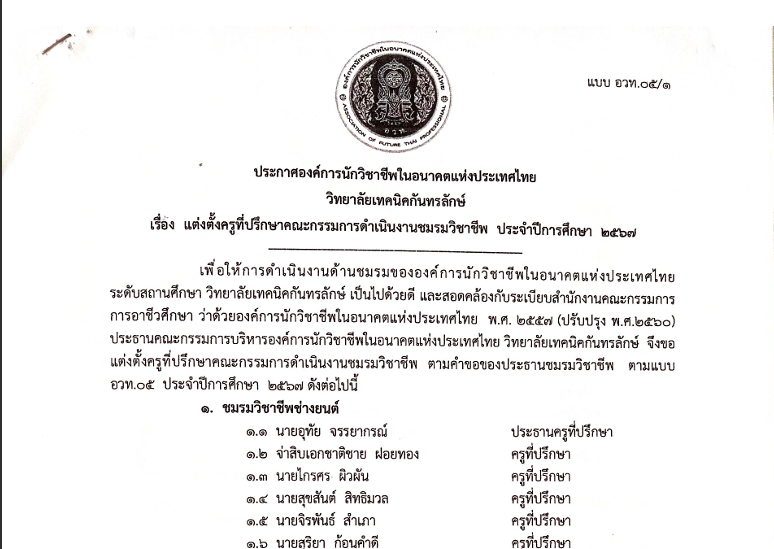 องค์การนักวิชาชีพในอนาคตแห่งประเทศไทย
อวท.
ASSOCIATION OF FUTURE THAI PROFESSIONAL
แบบ อวท.๐๕/๑
ประกาศองค์การนักวิชาชีพในอนาคตแห่งประเทศไทย
วิทยาลัยเทคนิคกันทรลักษ์
เรื่อง แต่งตั้งครูที่ปรึกษาคณะกรรมการดำเนินงานชมรมวิชาชีพ ประจำปีการศึกษา ๒๕๖๗
เพื่อให้การดำเนินงานด้านชมรมขององค์การนักวิชาชีพในอนาคตแห่งประเทศไทย
ระดับสถานศึกษา วิทยาลัยเทคนิคกันทรลักษ์ เป็นไปด้วยดี และสอดคล้องกับระเบียบสำนักงานคณะกรรมการ
การอาชีวศึกษา ว่าด้วยองค์การนักวิชาชีพในอนาคตแห่งประเทศไทย พ.ศ. ๒๕๕๗ (ปรับปรุง พ.ศ.๒๕๖๐)
ประธานคณะกรรมการบริหารองค์การนักวิชาชีพในอนาคตแห่งประเทศไทย วิทยาลัยเทคนิคกันทรลักษ์ จึงขอ
แต่งตั้งครูที่ปรึกษาคณะกรรมการดำเนินงานชมรมวิชาชีพ ตามคำขอของประธานชมรมวิชาชีพ ตามแบบ
อวท.๐๕ ประจำปีการศึกษา ๒๕๖๗ ดังต่อไปนี้
๑. ชมรมวิชาชีพช่างยนต์
๑.๑ นายอุทัย จรรยากรณ์ ประธานครูที่ปรึกษา
๑.๒ จ่าสิบเอกชาติชาย ฝอยทอง ครูที่ปรึกษา
๑.๓ นายไกรศร ผิวผัน ครูที่ปรึกษา
๑.๔ นายสุขสันต์ สิทธิมวล ครูที่ปรึกษา
๑.๕ นายจิรพันธ์ สำเภา ครูที่ปรึกษา
๑.๖ นายสุริยา ก้อนคำดี ครูที่ปรึกษา